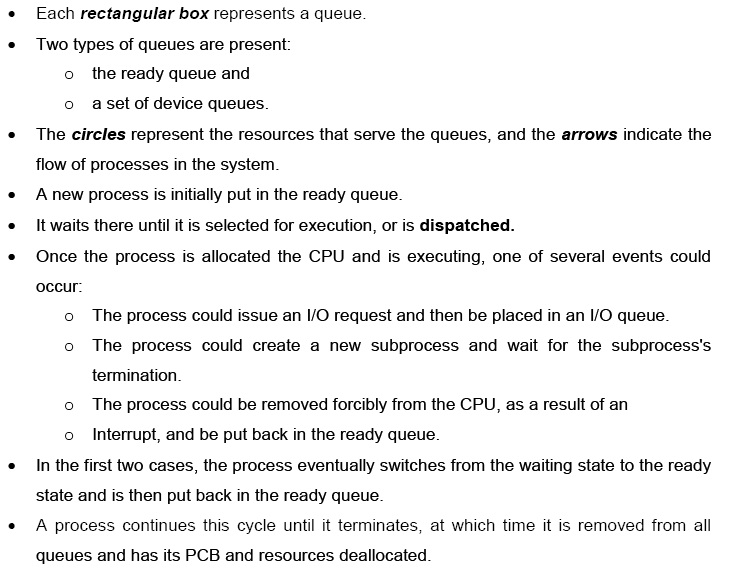 • Each rectangular box represents a queue.
• Two types of queues are present:
o the ready queue and
o a set of device queues.
• The circles represent the resources that serve the queues, and the arrows indicate the
flow of processes in the system.
• A new process is initially put in the ready queue.
• It waits there until it is selected for execution, or is dispatched.
• Once the process is allocated the CPU and is executing, one of several events could
occur:
o The process could issue an I/O request and then be placed in an I/O queue.
o The process could create a new subprocess and wait for the subprocess's
termination.
o The process could be removed forcibly from the CPU, as a result of an
o Interrupt, and be put back in the ready queue.
• In the first two cases, the process eventually switches from the waiting state to the ready
state and is then put back in the ready queue.
• A process continues this cycle until it terminates, at which time it is removed from all
queues and has its PCB and resources deallocated.